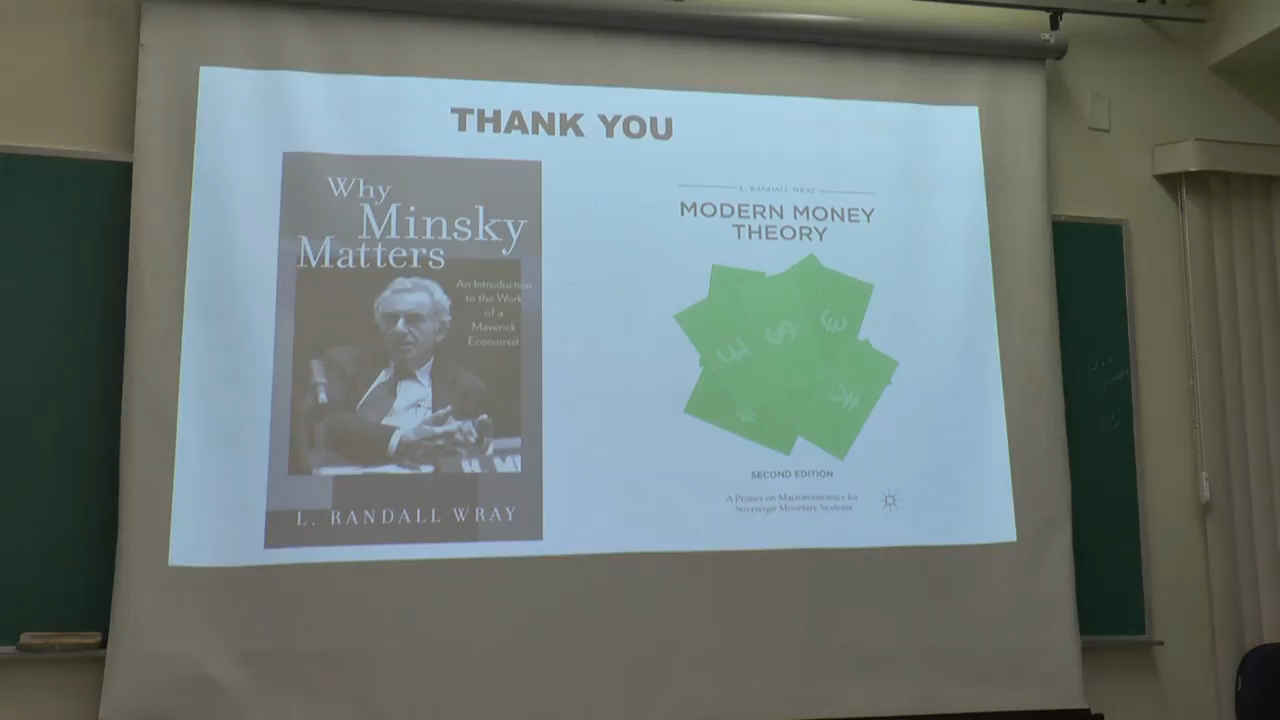 THANK YOU
Why
Minsky
Matters
An Introduction
to the Work
of a
Maverick
Economist
L. RANDALL WRAY
L. RANDALL WRAY
MODERN MONEY
THEORY
£ $ €
¥
SECOND EDITION
A Primer on Macroeconomics for
Sovereign Monetary Systems